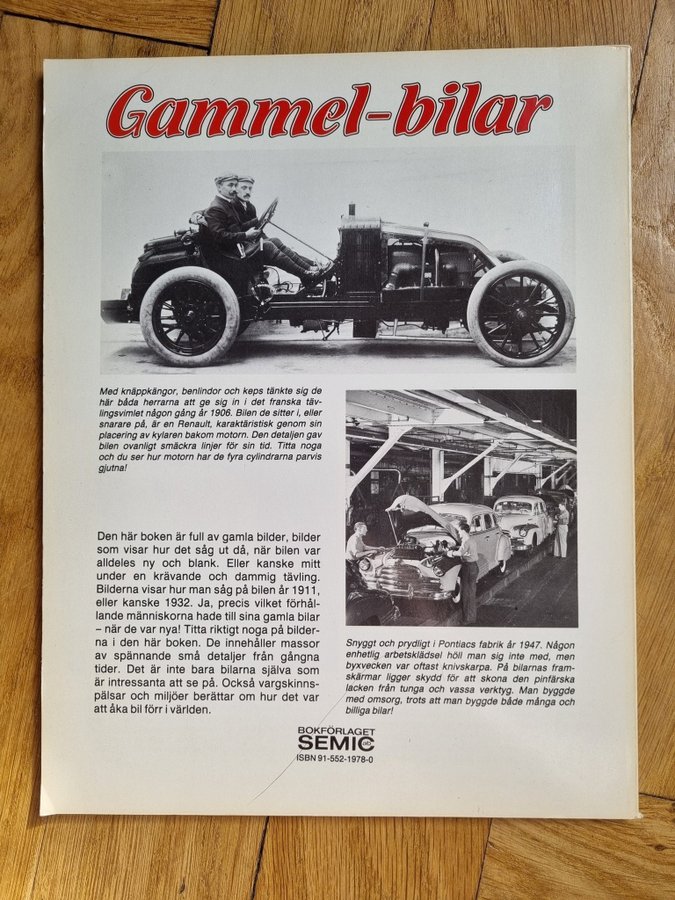 Gammel-bilar
Med knäppkängor, benlindor och keps tänkte sig de
här båda herrarna att ge sig in i det franska täv-
lingsvimlet någon gång år 1906. Bilen de sitter i, eller
snarare på, är en Renault, karaktäristisk genom sin
placering av kylaren bakom motorn. Den detaljen gav
bilen ovanligt smäckra linjer för sin tid. Titta noga
och du ser hur motorn har de fyra cylindrarna parvis
gjutna!
Den här boken är full av gamla bilder, bilder
som visar hur det såg ut då, när bilen var
alldeles ny och blank. Eller kanske mitt
under en krävande och dammig tävling.
Bilderna visar hur man såg på bilen år 1911,
eller kanske 1932. Ja, precis vilket förhål-
lande människorna hade till sina gamla bilar
– när de var nya! Titta riktigt noga på bilder-
na i den här boken. De innehåller massor
av spännande små detaljer från gångna
tider. Det är inte bara bilarna själva som
är intressanta att se på. Också vargskinns-
pälsar och miljöer berättar om hur det var
att åka bil förr i världen.
Snyggt och prydligt i Pontiacs fabrik år 1947. Någon
enhetlig arbetsklädsel höll man sig inte med, men
byxvecken var oftast knivskarpa. På bilarnas fram-
skärmar ligger skydd för att skona den pinfärska
lacken från tunga och vassa verktyg. Man byggde
med omsorg, trots att man byggde både många och
billiga bilar!
BOKFÖRLAGET
SEMIC
ISBN 91-552-1978-0